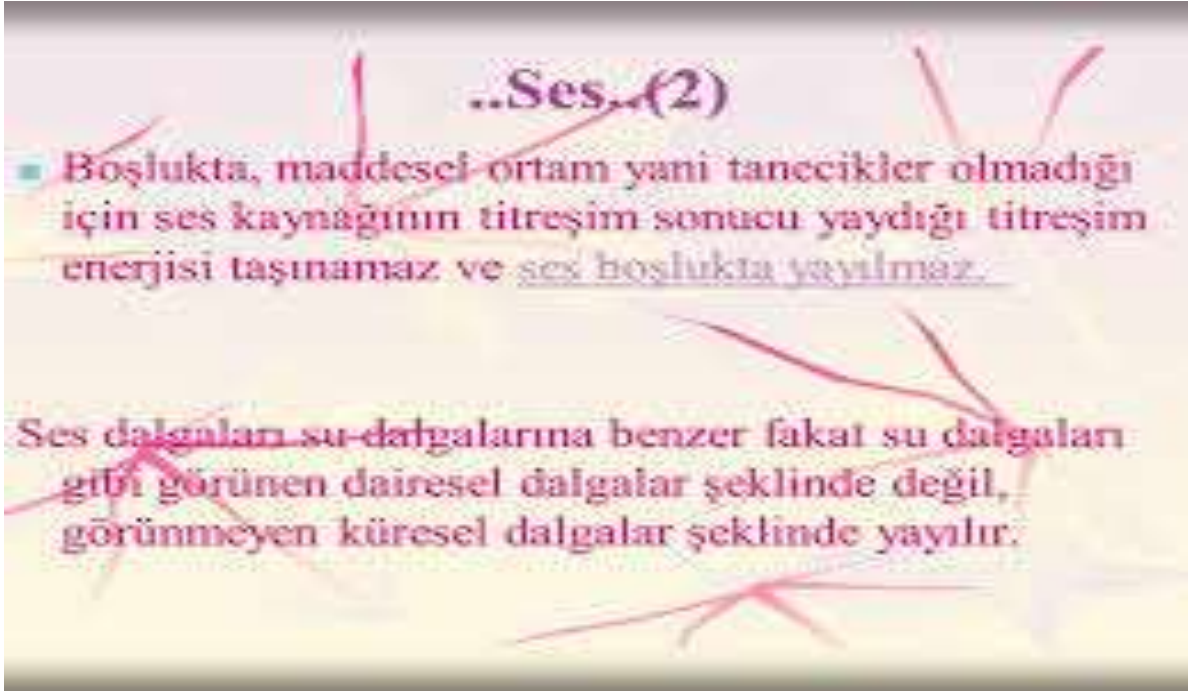 ..Ses..(2)
Boşlukta, maddesel ortam yani tanecikler olmadığı
için ses kaynağının titreşim sonucu yaydığı titreşim
enerjisi taşınamaz ve ses boşlukta yayılmaz.
Ses dalgaları su dalgalarına benzer fakat su dalgaları
gibi görünen dairesel dalgalar şeklinde değil,
görünmeyen küresel dalgalar şeklinde yayılır.